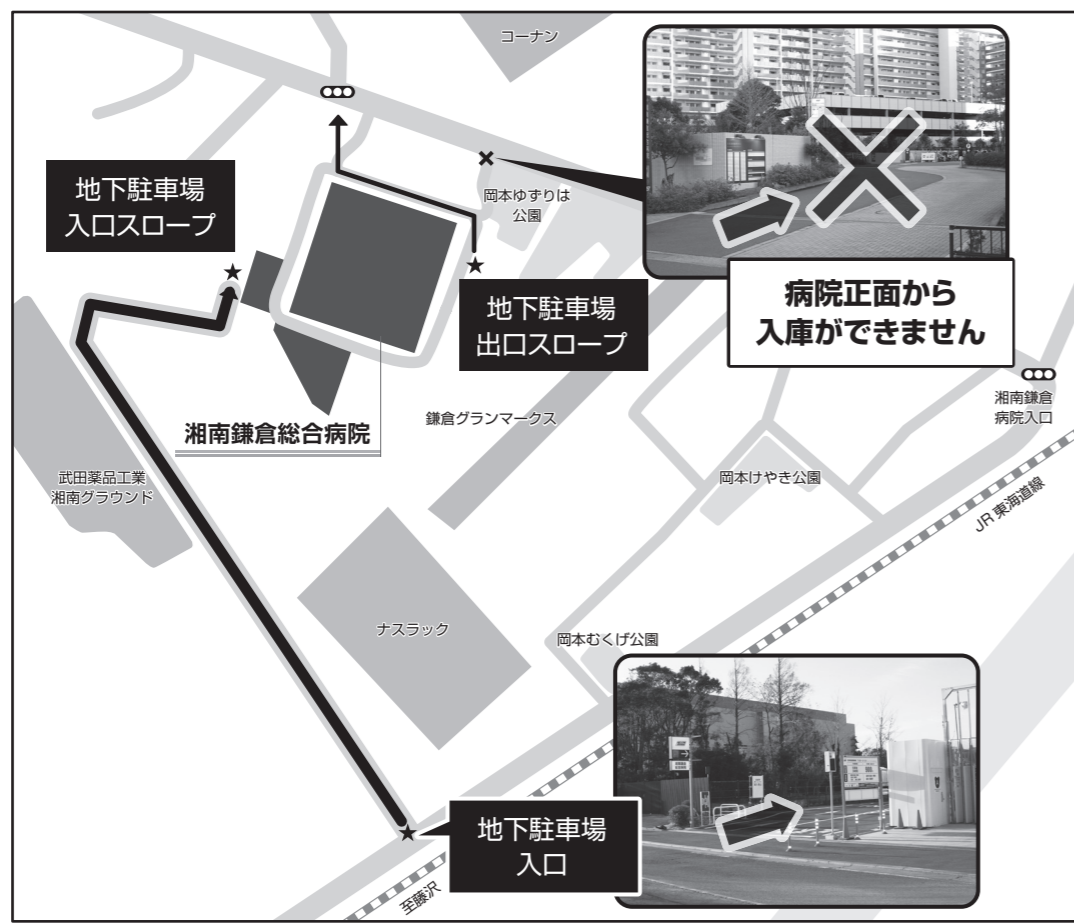 コーナン
地下駐車場
入口スロープ
岡本ゆずりは
公園
地下駐車場
出口スロープ
病院正面から
入庫ができません
湘南鎌倉
病院入口
鎌倉グランマークス
湘南鎌倉総合病院
武田薬品工業
湘南グラウンド
岡本けやき公園
JR東海道線
ナスラック
岡本むくげ公園
地下駐車場
入口
至藤沢